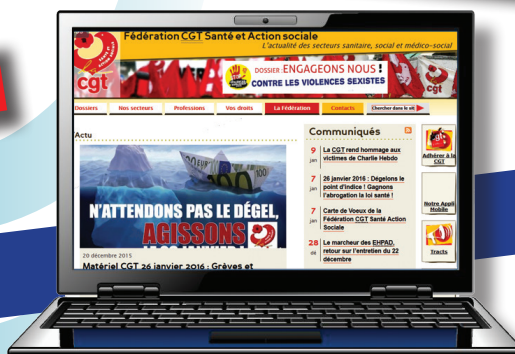 Fédération CGT Santé et Action sociale
L'actualité des secteurs sanitaire, social et médico-social
cgt
DOSSIER : ENGAGEONS NOUS !
CONTRE LES VIOLENCES SEXISTES
cgt
Dossiers
Nos secteurs
Professions
Vos droits
La Fédération
Contacts
Chercher dans le sit
Actu
N'ATTENDONS PAS LE DÉGEL,
AGISSONS
20 décembre 2015
Matériel CGT 26 janvier 2016 : Grèves et
Communiqués
9 jan
La CGT rend hommage aux
victimes de Charlie Hebdo
7 jan
26 janvier 2016 : Dégelons le
point d'indice ! Gagnons
l'abrogation la loi santé !
7 jan
Carte de Voeux de la
Fédération CGT Santé Action
Sociale
28
Le marcheur des EHPAD,
retour sur l'entretien du 22
décembre
Adhérer à la
CGT
Notre Appli
Mobile
Tracts